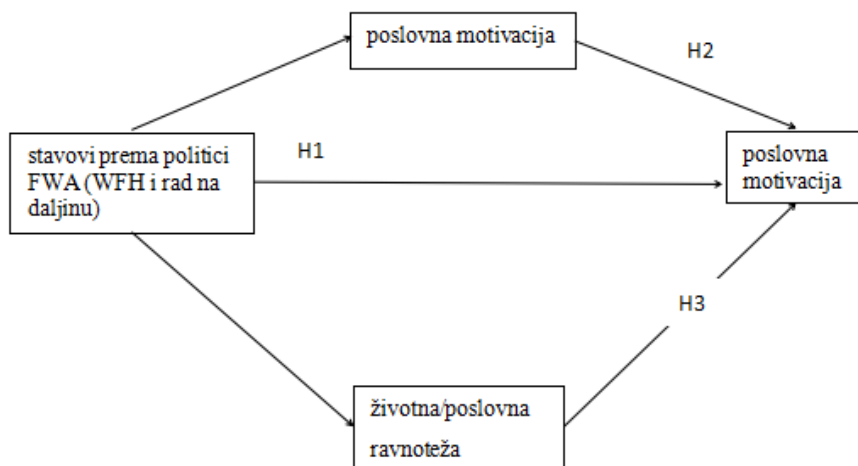 poslovna motivacija
H2
stavovi prema politici
FWA (WFH i rad na
daljinu)
H1
poslovna
motivacija
H3
životna/poslovna
ravnoteža